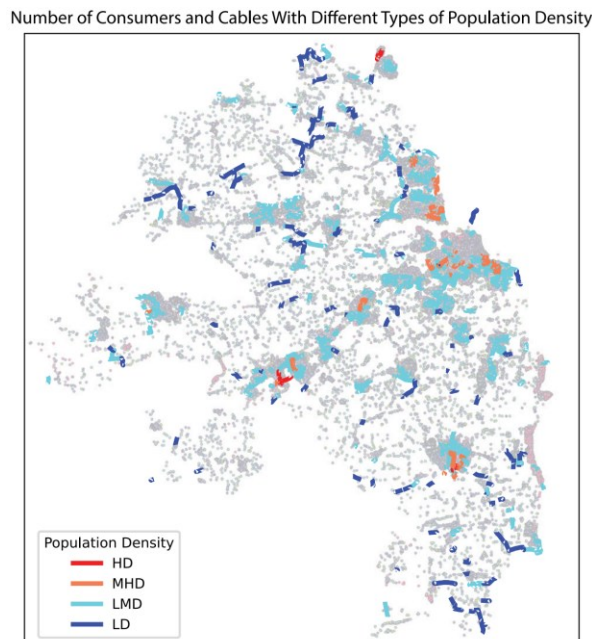 Number of Consumers and Cables With Different Types of Population Density
Population Density
HD
MHD
LMD
LD